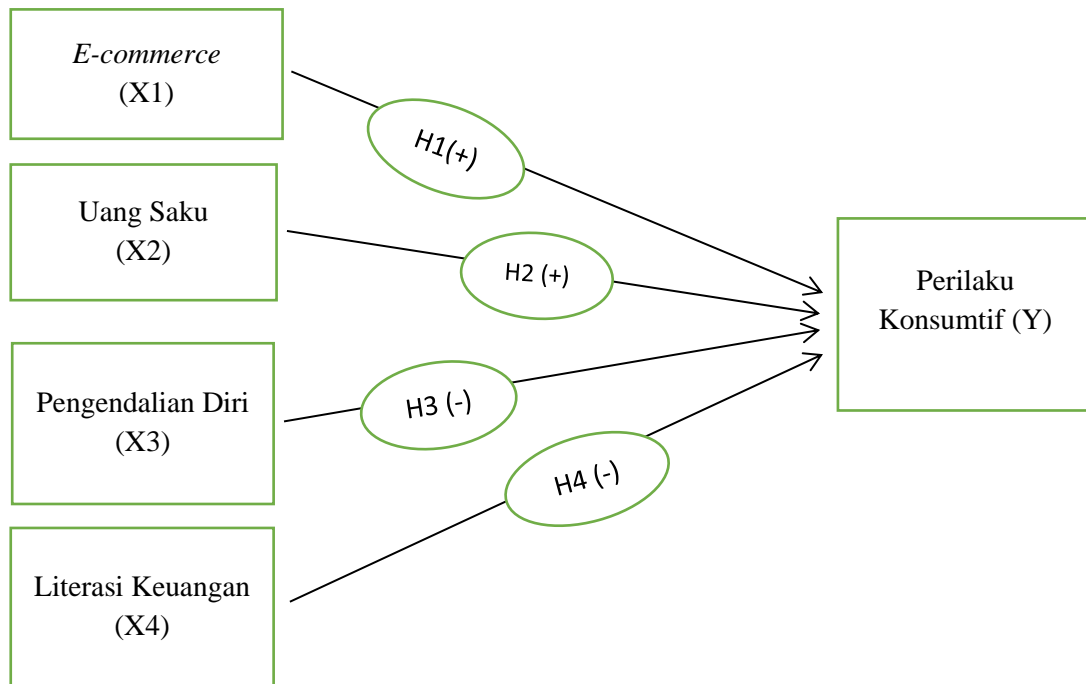 E-commerce
(X1)
H1(+)
Uang Saku
(X2)
H2 (+)
Pengendalian Diri
(X3)
H3 (-)
Literasi Keuangan
(X4)
H4 (-)
Perilaku
Konsumtif (Y)